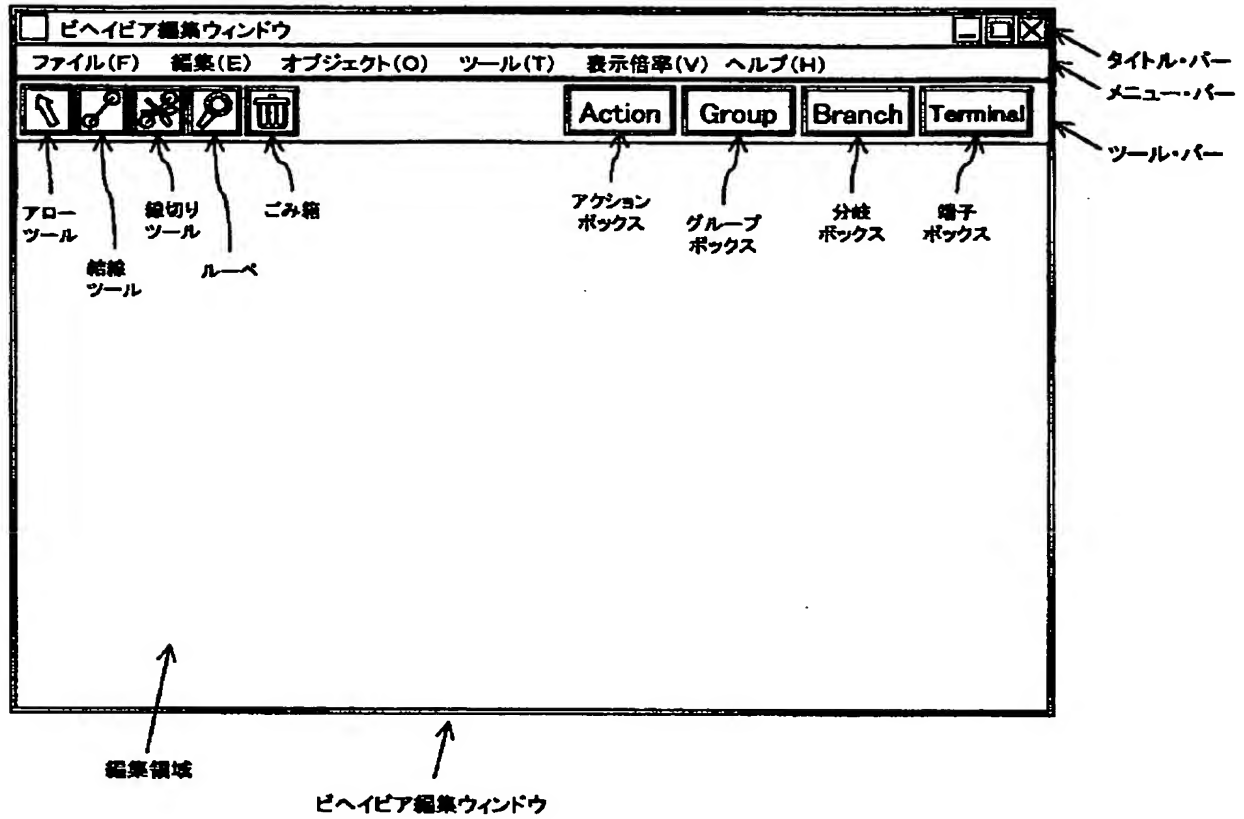 ビヘイビア編集ウィンドウ
ファイル(F) 編集(E) オブジェクト(O) ツール(T) 表示倍率(V) ヘルプ(H)
タイトル・バー
メニュー・バー
ツール・バー
Action Group Branch Terminal
アロー
ツール
結線
ツール
線切り
ツール
ルーペ
ごみ箱
アクション
ボックス
グループ
ボックス
分岐
ボックス
端子
ボックス
編集領域
ビヘイビア編集ウィンドウ